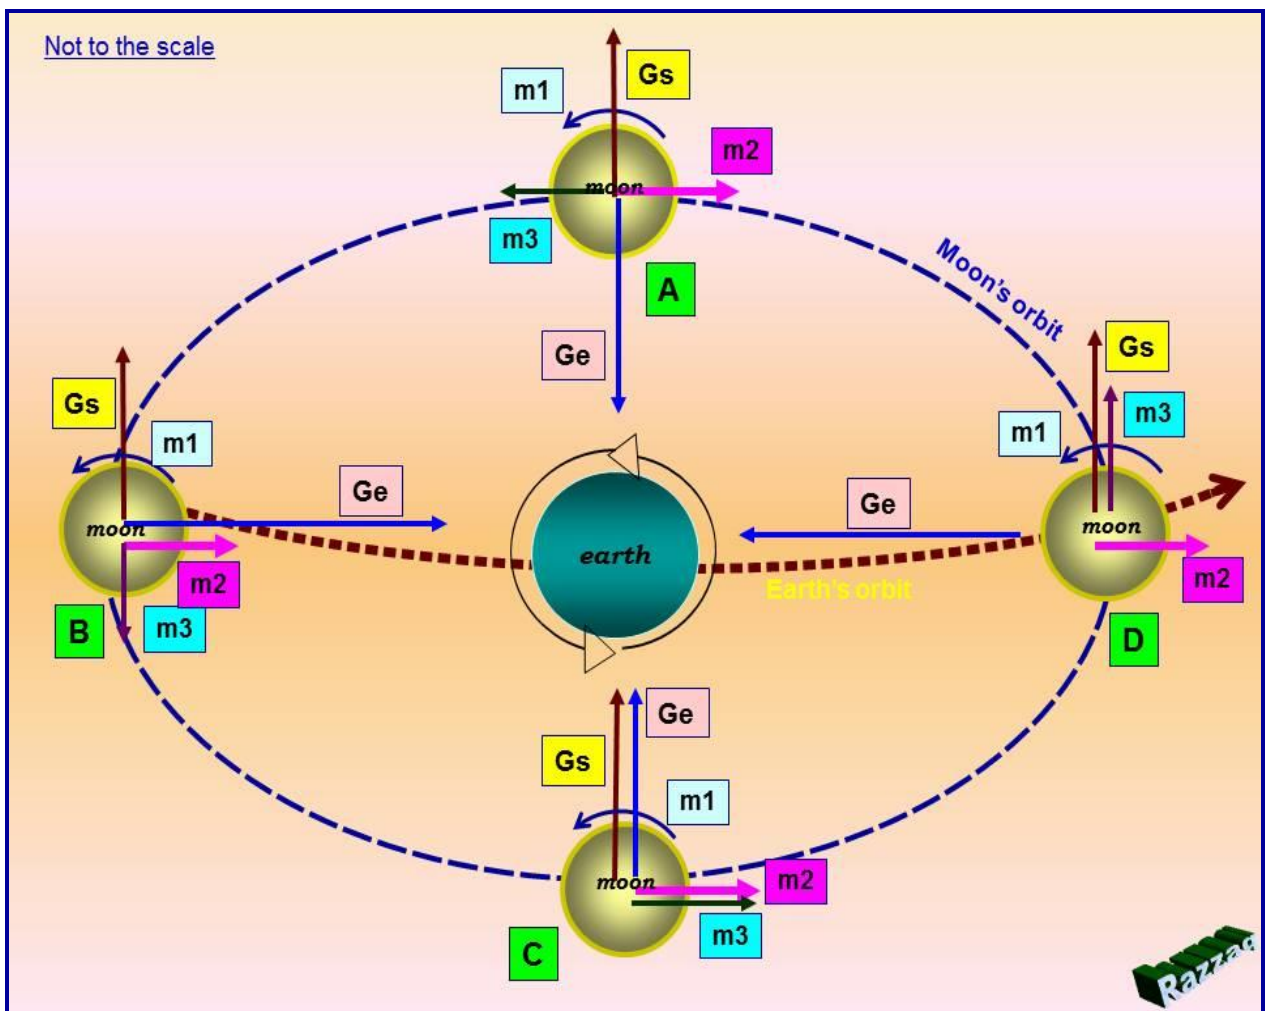 Not to the scale
Gs
m1
m2
moon
m3
A
Moon's orbit
Ge
Gs
Gs
m3
m1
m1
Ge
Ge
moon
moon
earth
m2
m2
Earth's orbit
B
m3
D
Ge
Gs
m1
moon
m2
m3
C
Razzaq